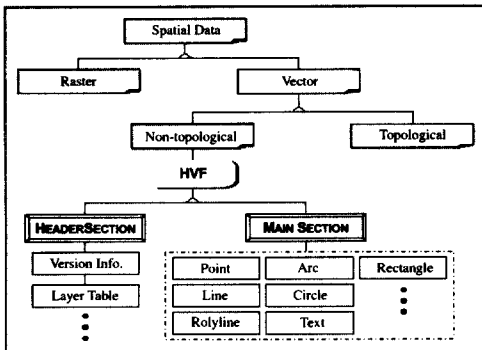 Spatial Data
Raster
Vector
Non-topological
Topological
HVF
HEADERSECTION
MAIN SECTION
Version Info.
Layer Table
Point
Arc
Rectangle
Line
Circle
Rolyline
Text